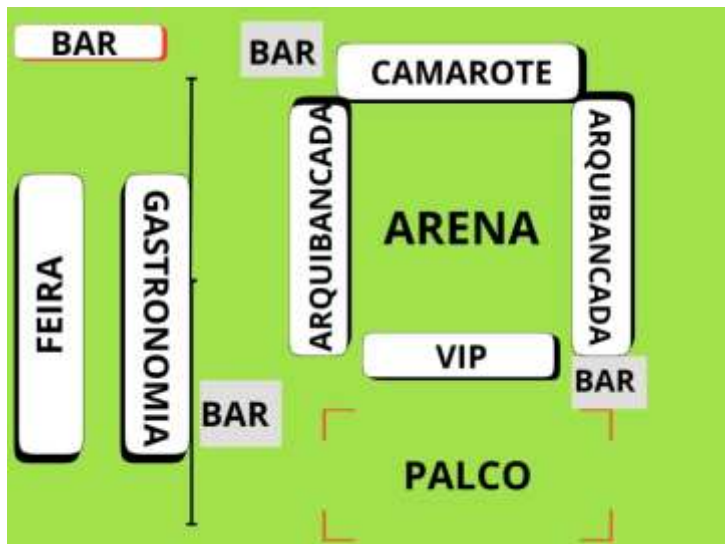 BAR
BAR
CAMAROTE
ARQUIBANCADA
ARQUIBANCADA
ARENA
FEIRA
GASTRONOMIA
VIP
BAR
BAR
PALCO